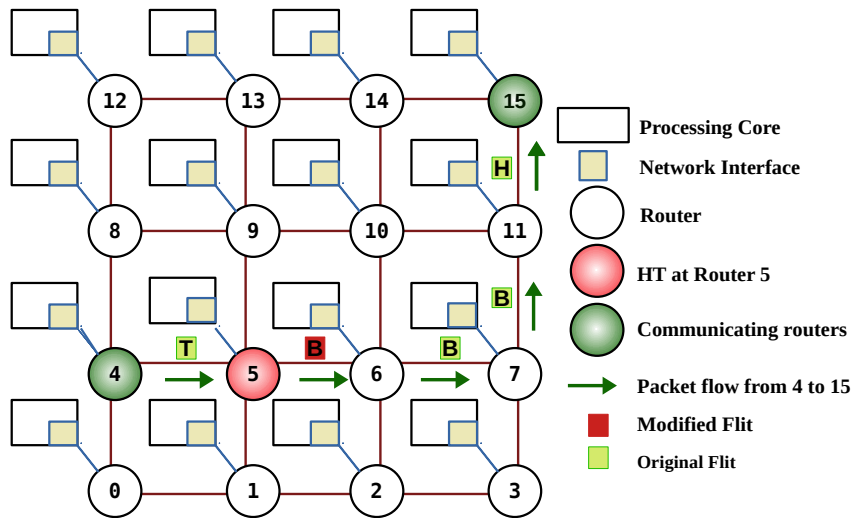 12 13 14 15
H
8 9 10 11
B
T B B
4 5 6 7
0 1 2 3
Processing Core
Network Interface
Router
HT at Router 5
Communicating routers
Packet flow from 4 to 15
Modified Flit
Original Flit